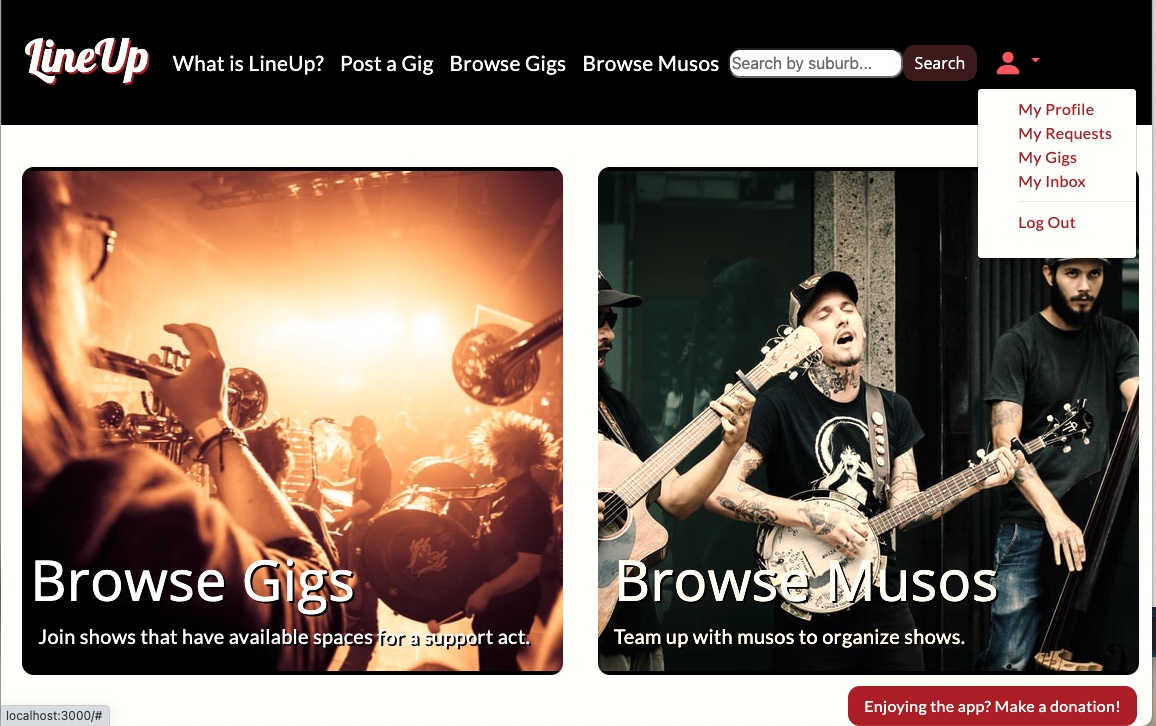 LineUp
What is LineUp? Post a Gig Browse Gigs Browse Musos Search by suburb... Search
My Profile
My Requests
My Gigs
My Inbox
Log Out
Browse Gigs
Join shows that have available spaces for a support act.
Browse Musos
Team up with musos to organize shows.
Enjoying the app? Make a donation!
localhost:3000/#